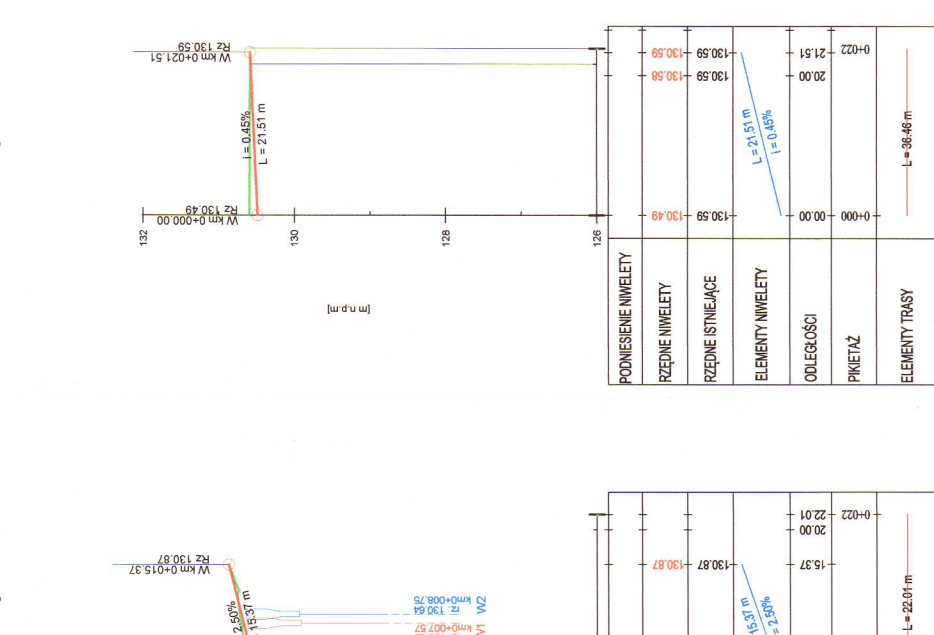 W km 0+021.51
Rz 130.59
i = 0.45%
L = 21.51 m
W km 0+000.00
Rz 130.49
132
130
128
126
[m n.p.m]
PODNIESIENIE NIWELETY
RZĘDNE NIWELETY
130.49
130.58
130.59
RZĘDNE ISTNIEJĄCE
130.59
130.59
130.59
ELEMENTY NIWELETY
L = 21.51 m
i = 0.45%
ODLEGŁOŚCI
00.00
20.00
21.51
PIKIETAŻ
0+000
0+022
ELEMENTY TRASY
L = 36.46 m
W km 0+015.37
Rz 130.87
2.50%
15.37 m
W2
km0+008.75
rz. 130.64
km0+007.57
130.87
130.87
15.37 m
= 2.50%
15.37
20.00
22.01
0+022
L = 22.01 m